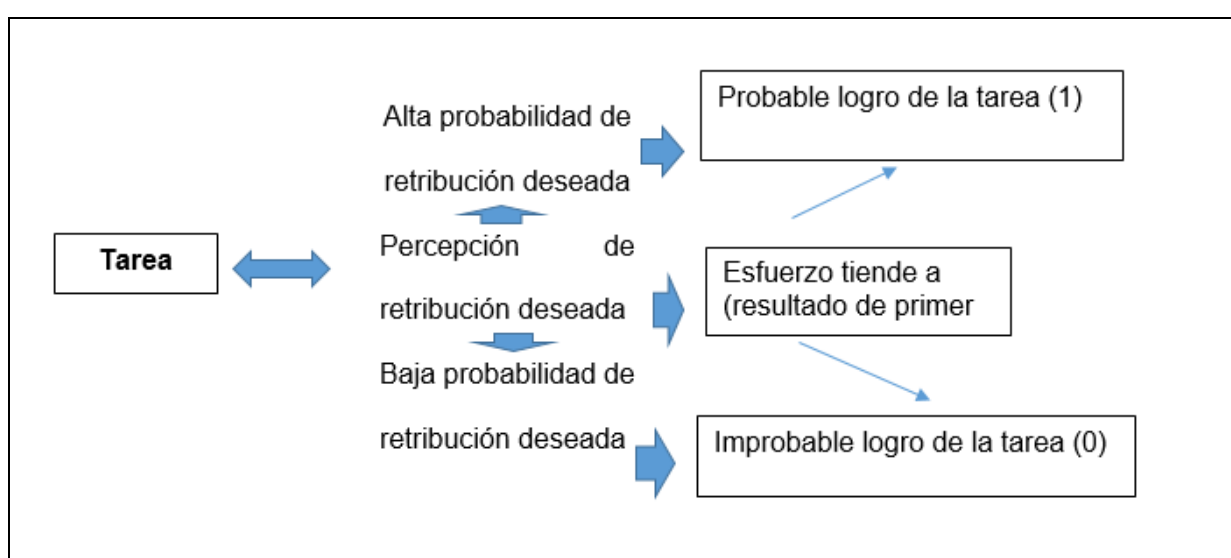 Tarea
Alta probabilidad de
retribución deseada
Percepción de
retribución deseada
Baja probabilidad de
retribución deseada
Probable logro de la tarea (1)
Esfuerzo tiende a
(resultado de primer
Improbable logro de la tarea (0)